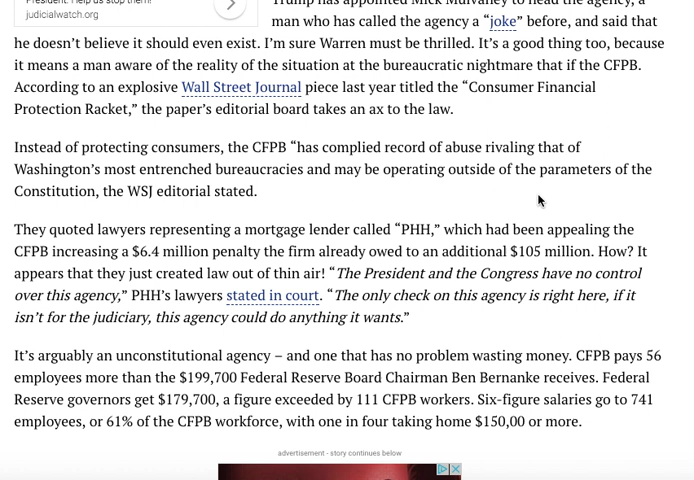 President. Help us stop them!
judicialwatch.org
Trump has appointed Mick Mulvaney to head the agency, a
man who has called the agency a “joke” before, and said that
he doesn’t believe it should even exist. I’m sure Warren must be thrilled. It’s a good thing too, because
it means a man aware of the reality of the situation at the bureaucratic nightmare that if the CFPB.
According to an explosive Wall Street Journal piece last year titled the “Consumer Financial
Protection Racket,” the paper’s editorial board takes an ax to the law.
Instead of protecting consumers, the CFPB “has complied record of abuse rivaling that of
Washington’s most entrenched bureaucracies and may be operating outside of the parameters of the
Constitution, the WSJ editorial stated.
They quoted lawyers representing a mortgage lender called “PHH,” which had been appealing the
CFPB increasing a $6.4 million penalty the firm already owed to an additional $105 million. How? It
appears that they just created law out of thin air! “The President and the Congress have no control
over this agency,” PHH’s lawyers stated in court. “The only check on this agency is right here, if it
isn’t for the judiciary, this agency could do anything it wants.”
It’s arguably an unconstitutional agency – and one that has no problem wasting money. CFPB pays 56
employees more than the $199,700 Federal Reserve Board Chairman Ben Bernanke receives. Federal
Reserve governors get $179,700, a figure exceeded by 111 CFPB workers. Six-figure salaries go to 741
employees, or 61% of the CFPB workforce, with one in four taking home $150,00 or more.
advertisement - story continues below